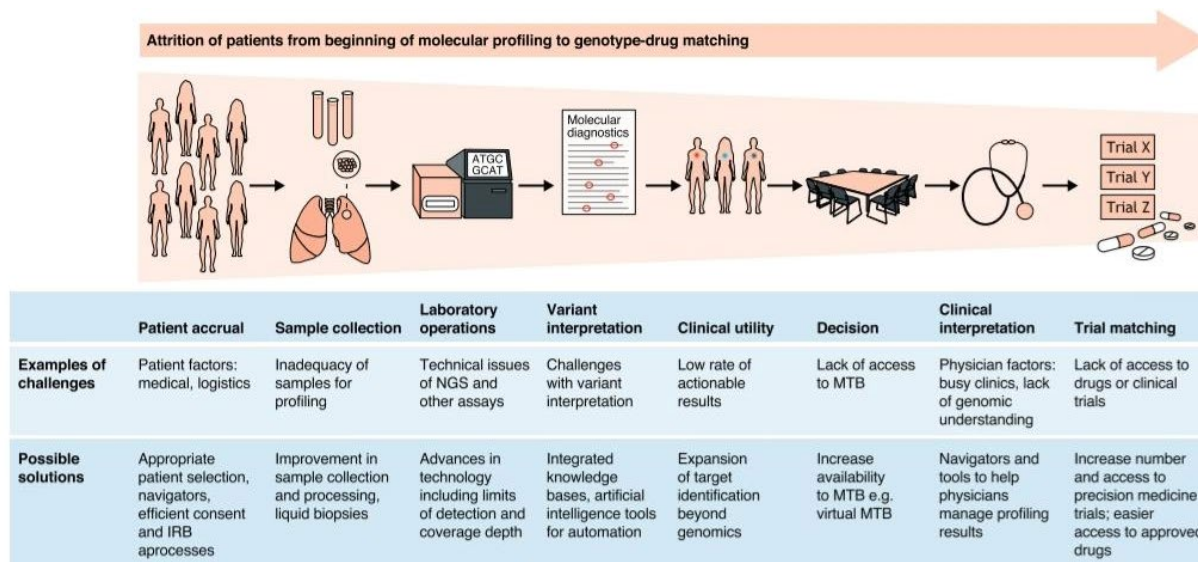 Attrition of patients from beginning of molecular profiling to genotype-drug matching
ATGC
GCAT
Molecular
diagnostics
Trial X
Trial Y
Trial Z
Patient accrual
Sample collection
Laboratory
operations
Variant
interpretation
Clinical utility
Decision
Clinical
interpretation
Trial matching
Examples of
challenges
Patient factors:
medical, logistics
Inadequacy of
samples for
profiling
Technical issues
of NGS and
other assays
Challenges
with variant
interpretation
Low rate of
actionable
results
Lack of access
to MTB
Physician factors:
busy clinics, lack
of genomic
understanding
Lack of access to
drugs or clinical
trials
Possible
solutions
Appropriate
patient selection,
navigators,
efficient consent
and IRB
aprocesses
Improvement in
sample collection
and processing,
liquid biopsies
Advances in
technology
including limits
of detection and
coverage depth
Integrated
knowledge
bases, artificial
intelligence tools
for automation
Expansion
of target
identification
beyond
genomics
Increase
availability
to MTB e.g.
virtual MTB
Navigators and
tools to help
physicians
manage profiling
results
Increase number
and access to
precision medicine
trials; easier
access to approved
drugs